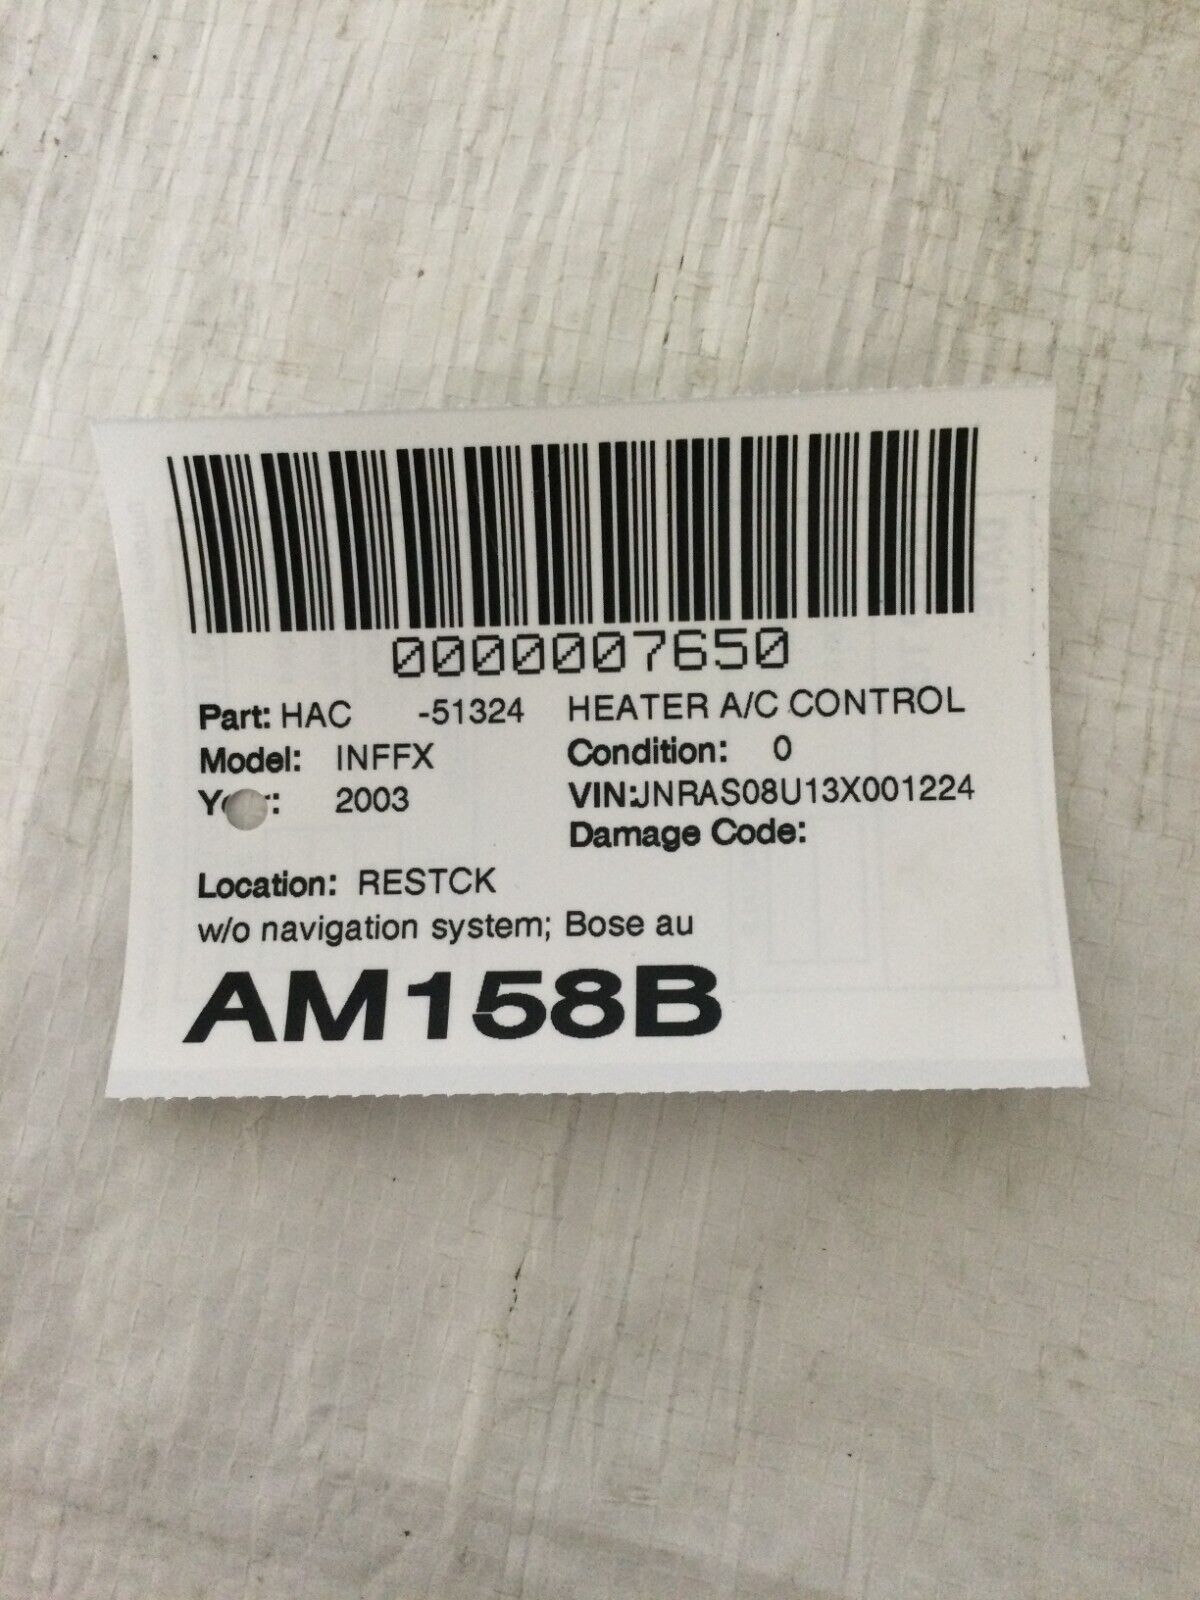 0000007650
Part: HAC -51324 HEATER A/C CONTROL
Model: INFFX Condition: 0
2003 VIN:JNRAS08U13X001224
Damage Code:
Location: RESTCK
w/o navigation system; Bose au
AM158B